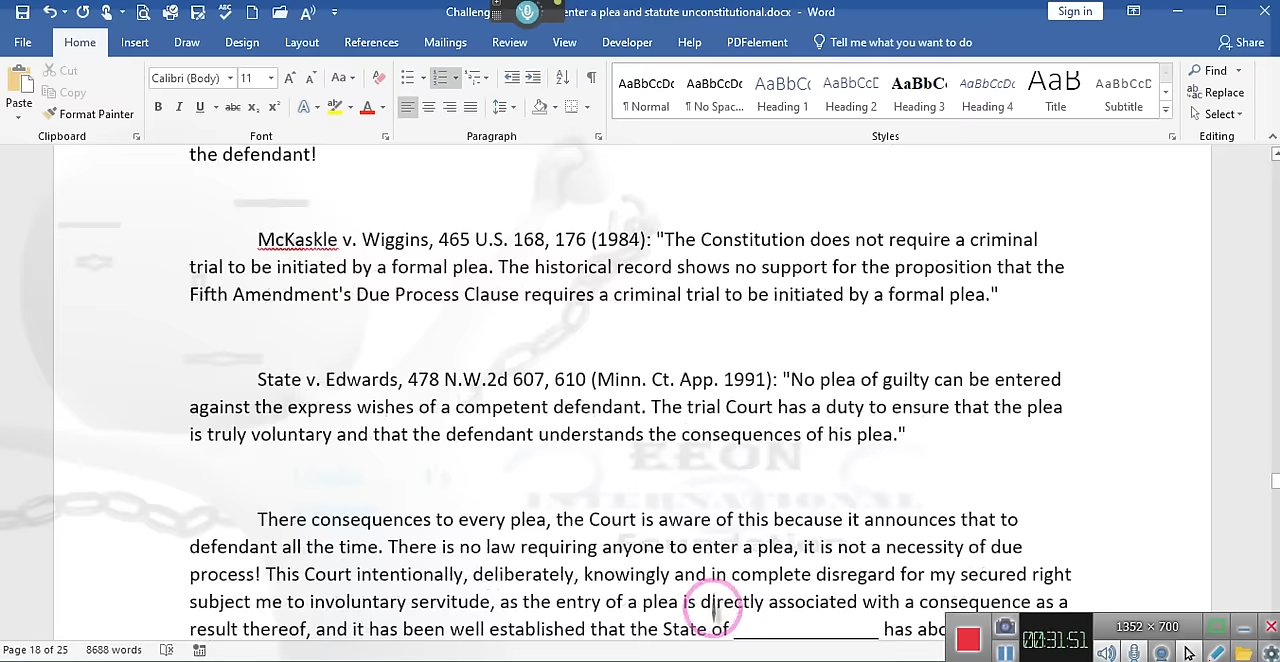 Challeng enter a plea and statute unconstitutional.docx - Word
Sign in
File Home Insert Draw Design Layout References Mailings Review View Developer Help PDFelement Tell me what you want to do Share
Paste Cut Copy Format Painter
Calibri (Body) 11
AaBbCcDc AaBbCcDc AaBbCcC AaBbCcD AaBbCc AaBbCcD AaB AaBbCcD
¶ Normal ¶ No Spac... Heading 1 Heading 2 Heading 3 Heading 4 Title Subtitle
Find
Replace
Select
Clipboard Font Paragraph Styles Editing
the defendant!
McKaskle v. Wiggins, 465 U.S. 168, 176 (1984): "The Constitution does not require a criminal
trial to be initiated by a formal plea. The historical record shows no support for the proposition that the
Fifth Amendment's Due Process Clause requires a criminal trial to be initiated by a formal plea."
State v. Edwards, 478 N.W.2d 607, 610 (Minn. Ct. App. 1991): "No plea of guilty can be entered
against the express wishes of a competent defendant. The trial Court has a duty to ensure that the plea
is truly voluntary and that the defendant understands the consequences of his plea."
EEON
INTERNATIONAL
Foundation
There consequences to every plea, the Court is aware of this because it announces that to
defendant all the time. There is no law requiring anyone to enter a plea, it is not a necessity of due
process! This Court intentionally, deliberately, knowingly and in complete disregard for my secured right
subject me to involuntary servitude, as the entry of a plea is directly associated with a consequence as a
result thereof, and it has been well established that the State of _______________ has abo
Page 18 of 25 8688 words
00:31:51
1352 × 700